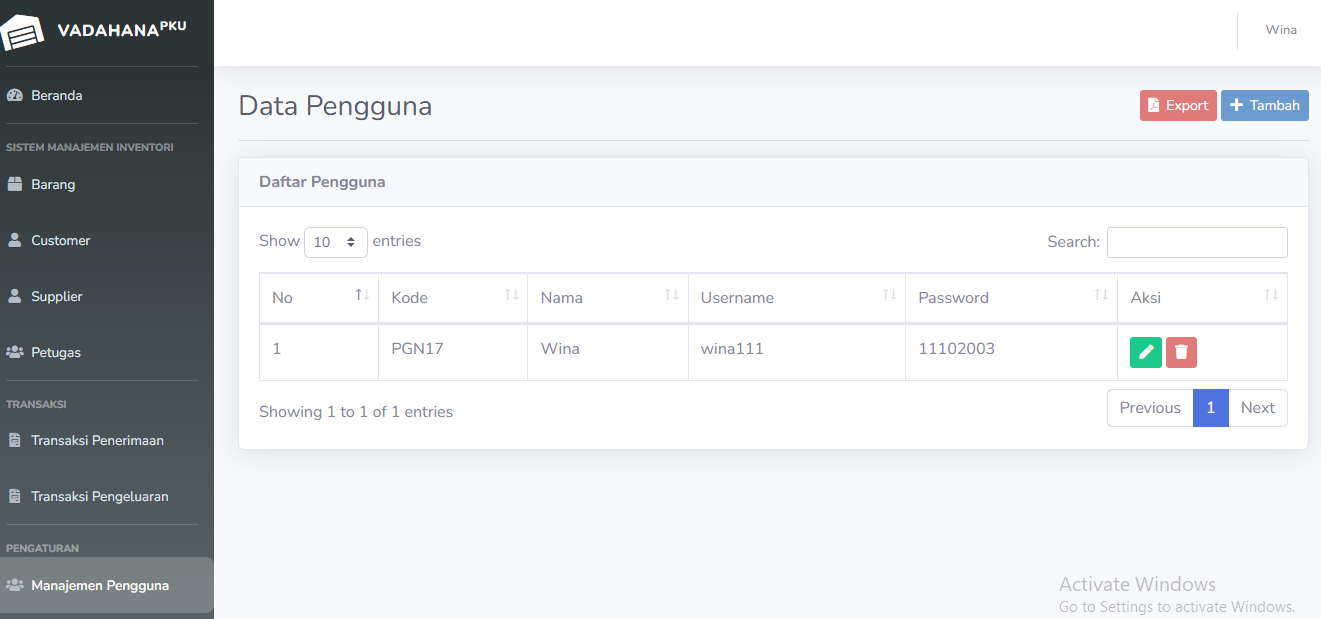 VADAHANA PKU
Wina
Beranda
SISTEM MANAJEMEN INVENTORI
Barang
Customer
Supplier
Petugas
TRANSAKSI
Transaksi Penerimaan
Transaksi Pengeluaran
PENGATURAN
Manajemen Pengguna
Data Pengguna
Export
Tambah
Daftar Pengguna
Show 10 entries
Search:
No Kode Nama Username Password Aksi
1 PGN17 Wina wina111 11102003
Showing 1 to 1 of 1 entries
Previous 1 Next
Activate Windows
Go to Settings to activate Windows.